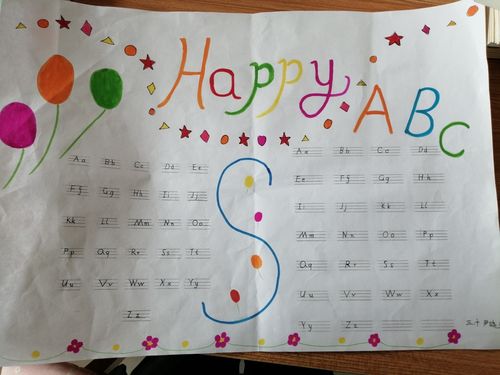 Happy
ABC
S
Aa Bb Cc Dd Ee
Ff Gg Hh Ii Jj
Kk Ll Mm Nn Oo
Pp Qq Rr Ss Tt
Uu Vv Ww Xx Yy
Zz
Aa Bb Cc Dd
Ee Ff Gg Hh
Ii Jj Kk Ll
Mm Nn Oo Pp
Qq Rr Ss Tt
Uu Vv Ww Xx
Yy Zz